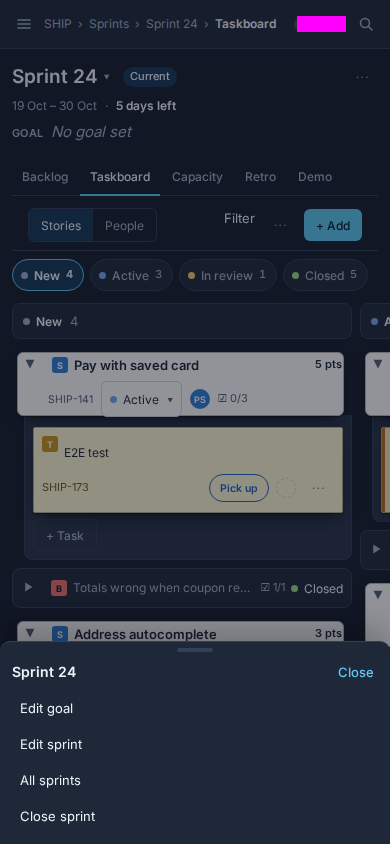 SHIP › Sprints › Sprint 24 › Taskboard
Sprint 24 ▾ Current ...
19 Oct – 30 Oct · 5 days left
GOAL No goal set
Backlog Taskboard Capacity Retro Demo
Stories People Filter ... + Add
New 4 Active 3 In review 1 Closed 5
New 4 A
▼ S Pay with saved card 5 pts
SHIP-141 Active ▾ PS ☑ 0/3
T E2E test
SHIP-173 Pick up ...
+ Task
▶ B Totals wrong when coupon re... ☑ 1/1 Closed
▼ S Address autocomplete 3 pts
Sprint 24 Close
Edit goal
Edit sprint
All sprints
Close sprint